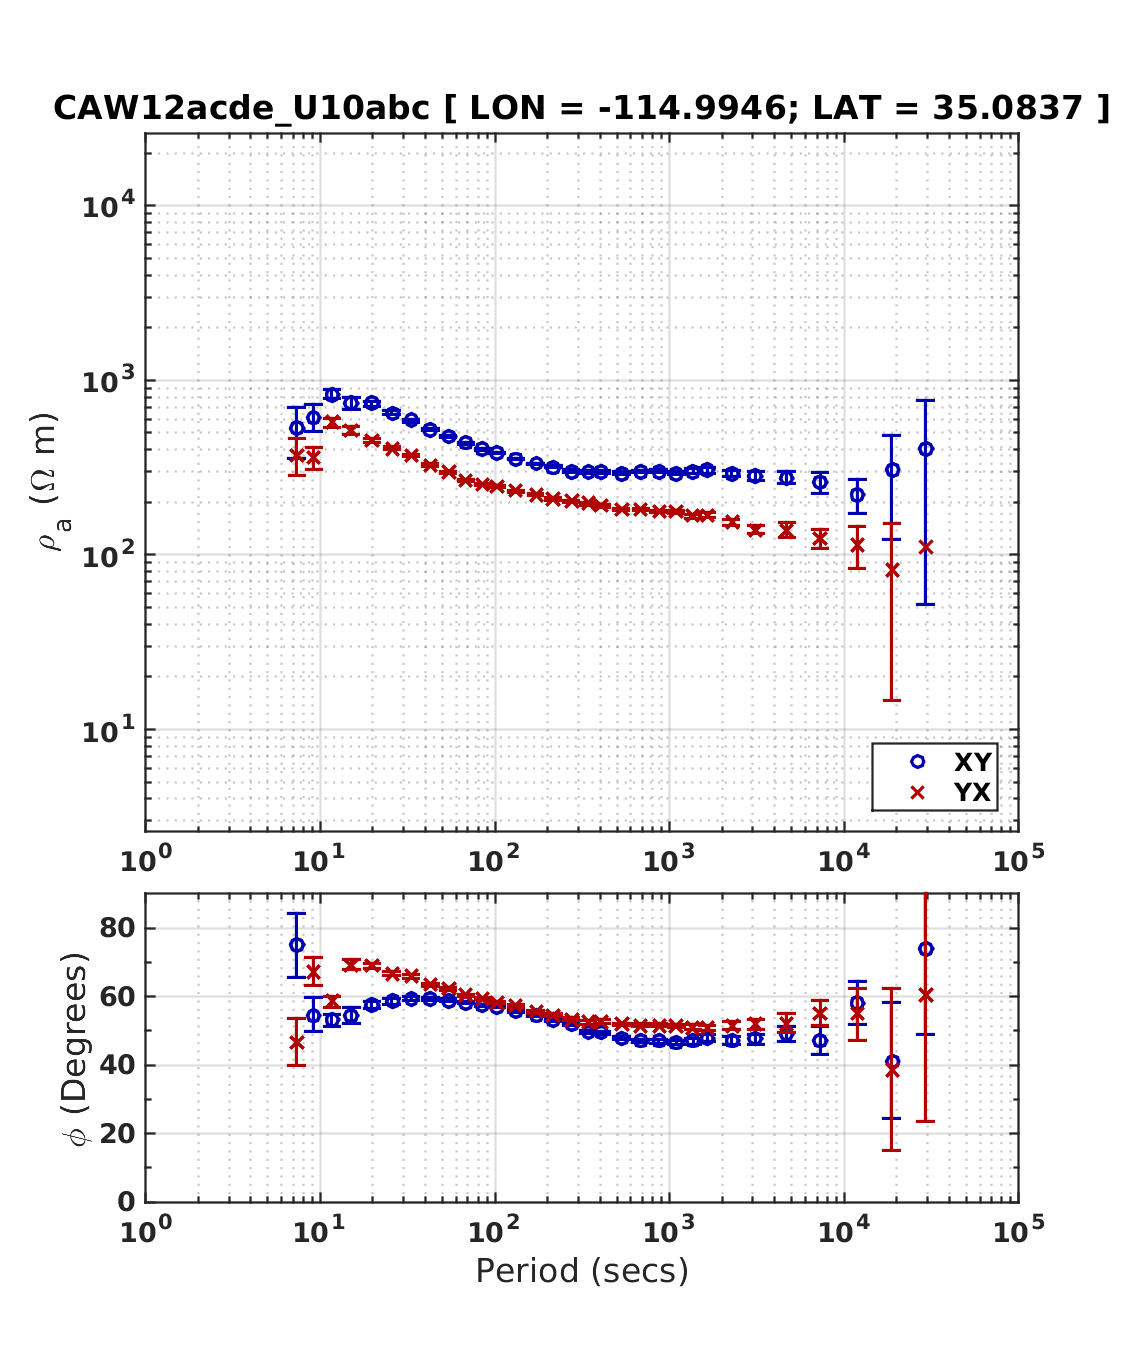 CAW12acde_U10abc [ LON = -114.9946; LAT = 35.0837 ]
10^4
10^3
10^2
10^1
ρ_a (Ω m)
XY
YX
10^0 10^1 10^2 10^3 10^4 10^5
80
60
40
20
0
ϕ (Degrees)
10^0 10^1 10^2 10^3 10^4 10^5
Period (secs)